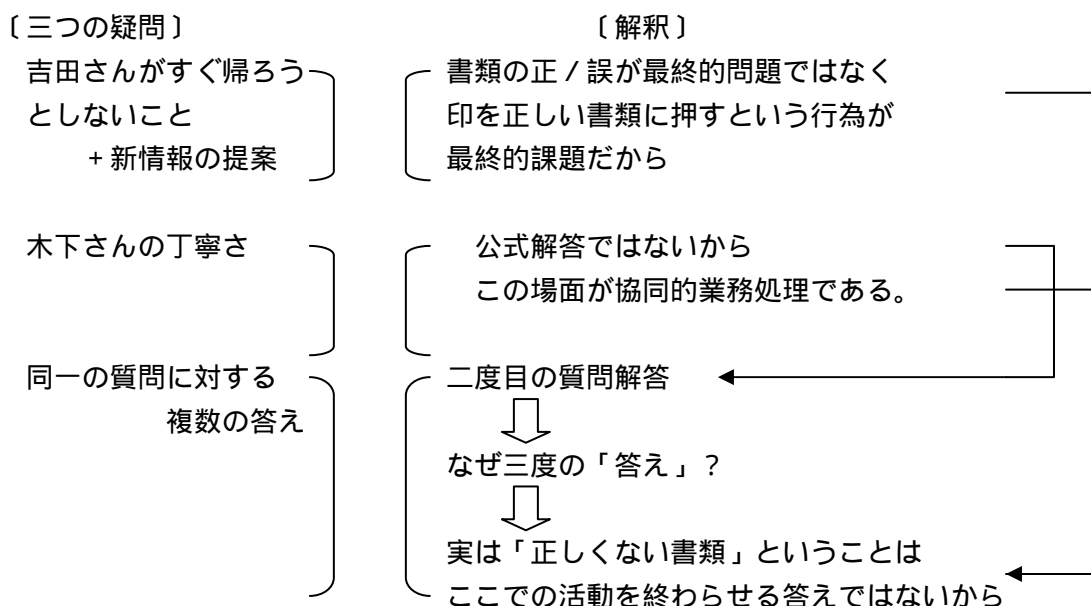 〔三つの疑問〕
〔解釈〕
吉田さんがすぐ帰ろう
としないこと
+新情報の提案
書類の正/誤が最終的問題ではなく
印を正しい書類に押すという行為が
最終的課題だから
木下さんの丁寧さ
公式解答ではないから
この場面が協同的業務処理である。
同一の質問に対する
複数の答え
二度目の質問解答
なぜ三度の「答え」?
実は「正しくない書類」ということは
ここでの活動を終わらせる答えではないから